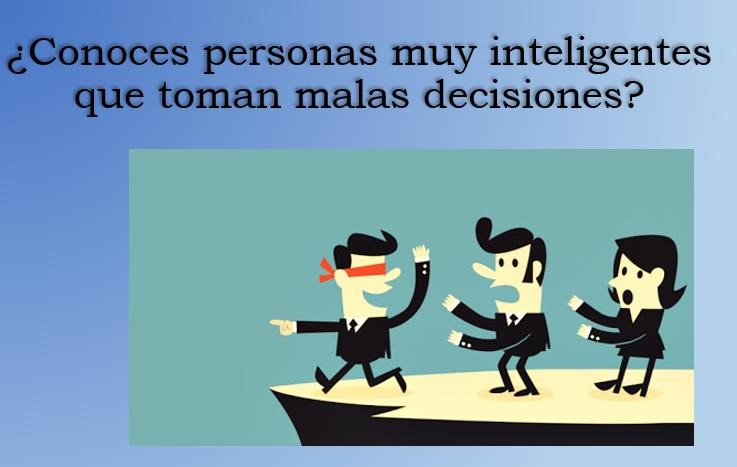 ¿Conoces personas muy inteligentes
que toman malas decisiones?